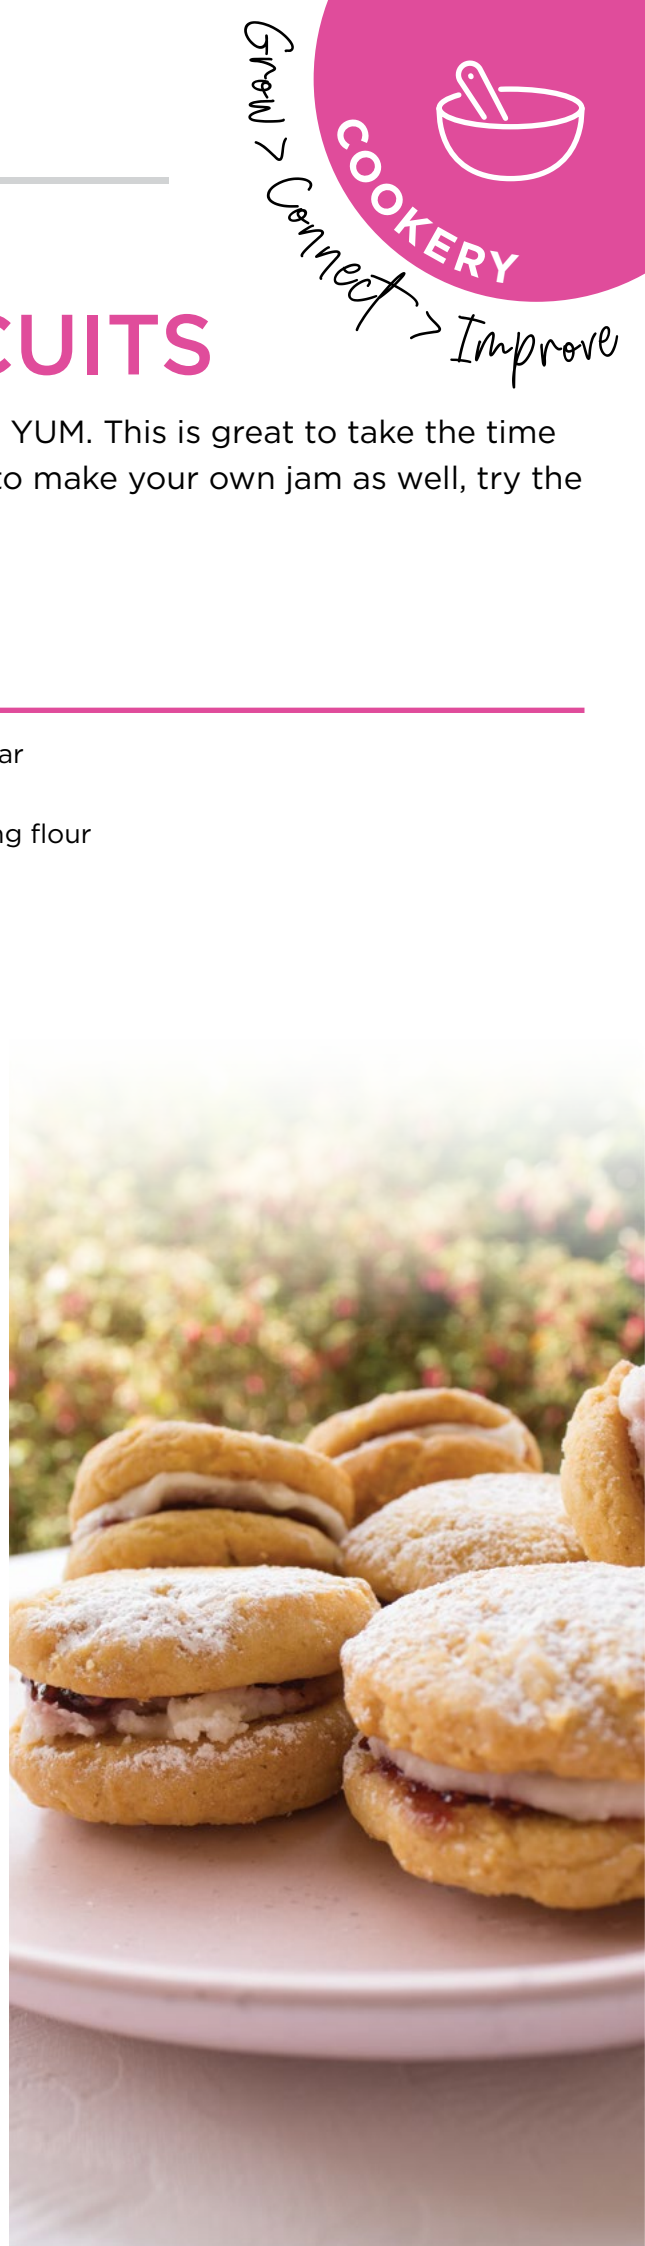 Grow > Connect > Improve
COOKERY
CUITS
YUM. This is great to take the time
to make your own jam as well, try the
ar
ng flour